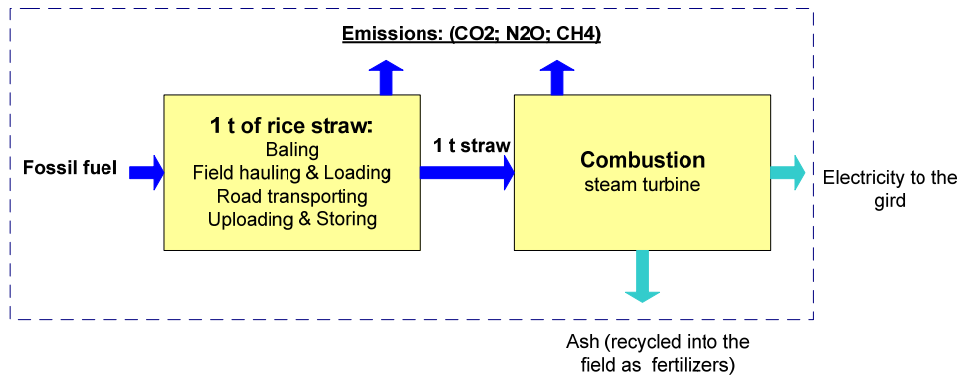 Emissions: (CO2; N2O; CH4)
1 t of rice straw:
Baling
Field hauling & Loading
Road transporting
Uploading & Storing
Fossil fuel
1 t straw
Combustion
steam turbine
Electricity to the
gird
Ash (recycled into the
field as fertilizers)